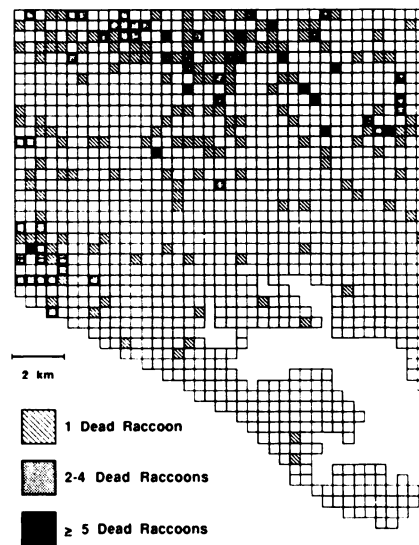 2 km
1 Dead Raccoon
2-4 Dead Raccoons
≥ 5 Dead Raccoons